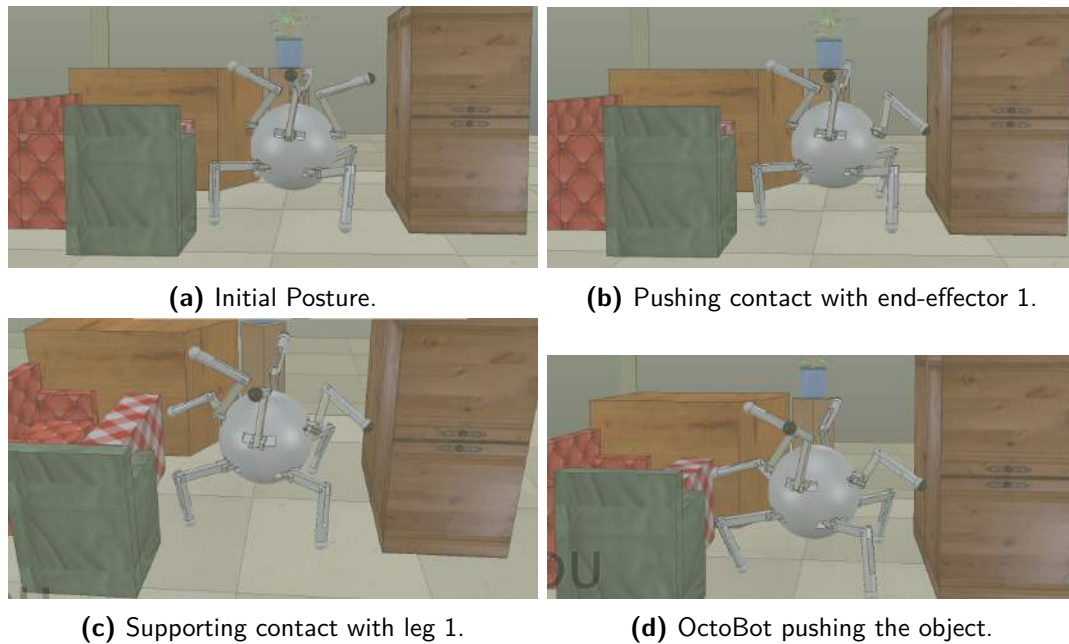 (a) Initial Posture.
(b) Pushing contact with end-effector 1.
(c) Supporting contact with leg 1.
(d) OctoBot pushing the object.